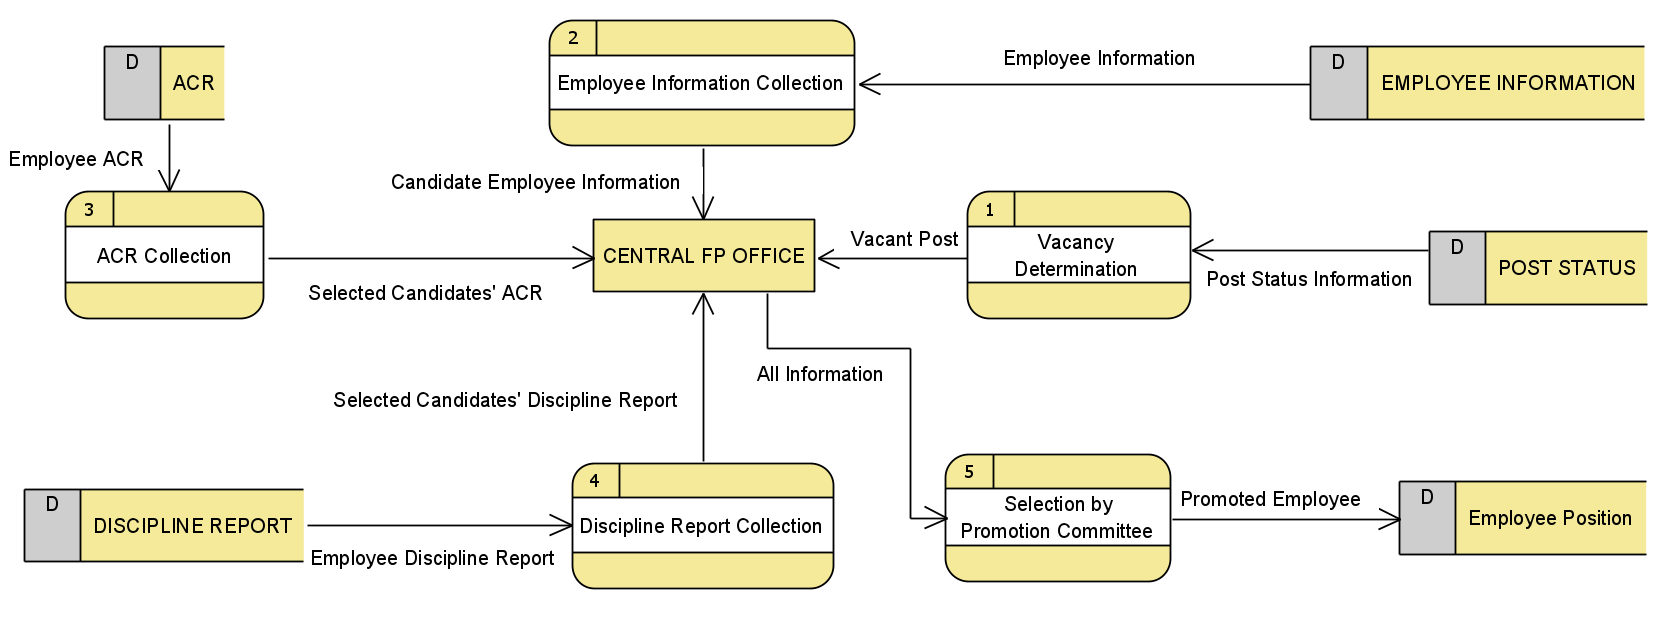 2
Employee Information Collection
Employee Information
D
EMPLOYEE INFORMATION
D
ACR
Employee ACR
Candidate Employee Information
3
ACR Collection
Selected Candidates' ACR
CENTRAL FP OFFICE
Vacant Post
1
Vacancy
Determination
Post Status Information
D
POST STATUS
All Information
Selected Candidates' Discipline Report
D
DISCIPLINE REPORT
Employee Discipline Report
4
Discipline Report Collection
5
Selection by
Promotion Committee
Promoted Employee
D
Employee Position